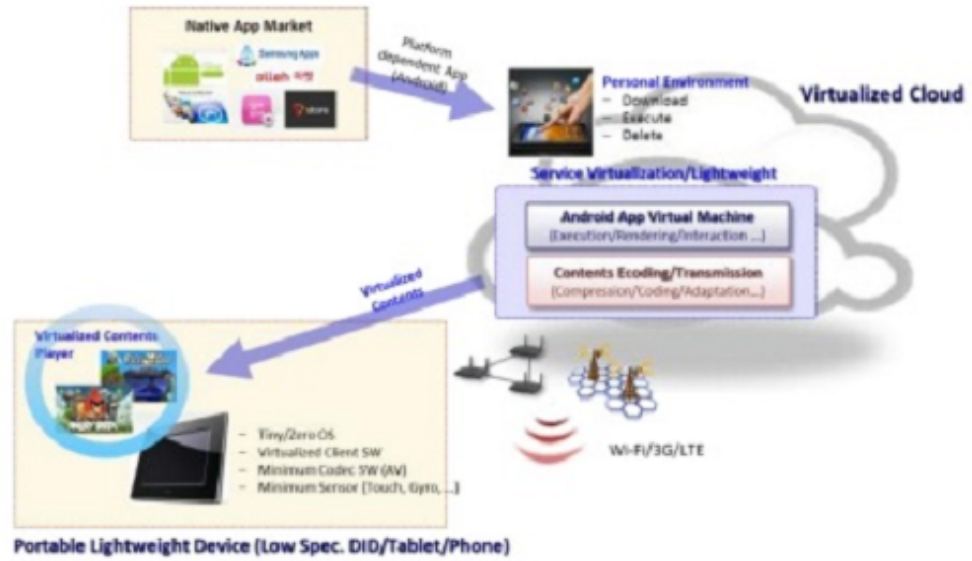 Native App Market
Samsung Apps
olleh 마켓
T store
Platform
dependent App
(Android)
Personal Environment
– Download
– Execute
– Delete
Virtualized Cloud
Service Virtualization/Lightweight
Android App Virtual Machine
(Execution/Rendering/Interaction ...)
Contents Ecoding/Transmission
(Compression/Coding/Adaptation...)
Virtualized
Contents
Virtualized Contents
Player
– Tiny/Zero OS
– Virtualized Client SW
– Minimum Codec SW (AV)
– Minimum Sensor (Touch, Gyro, ...)
Wi-Fi/3G/LTE
Portable Lightweight Device (Low Spec. DID/Tablet/Phone)